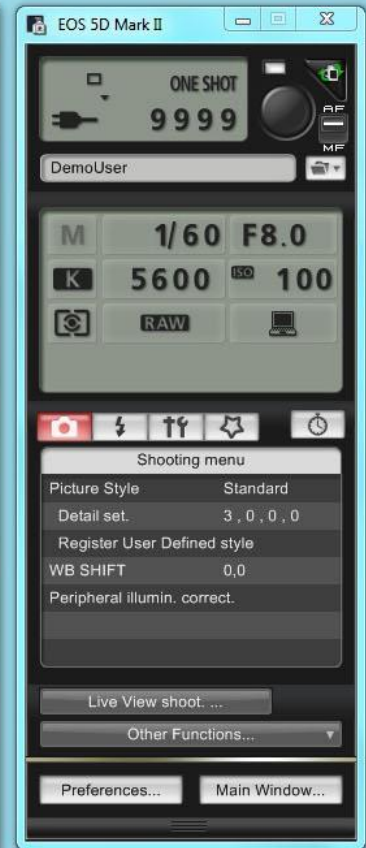 EOS 5D Mark II
ONE SHOT
9999
AF
MF
DemoUser
M 1/60 F8.0
K 5600 ISO 100
RAW
Shooting menu
Picture Style Standard
Detail set. 3 , 0 , 0 , 0
Register User Defined style
WB SHIFT 0,0
Peripheral illumin. correct.
Live View shoot. ...
Other Functions...
Preferences... Main Window...